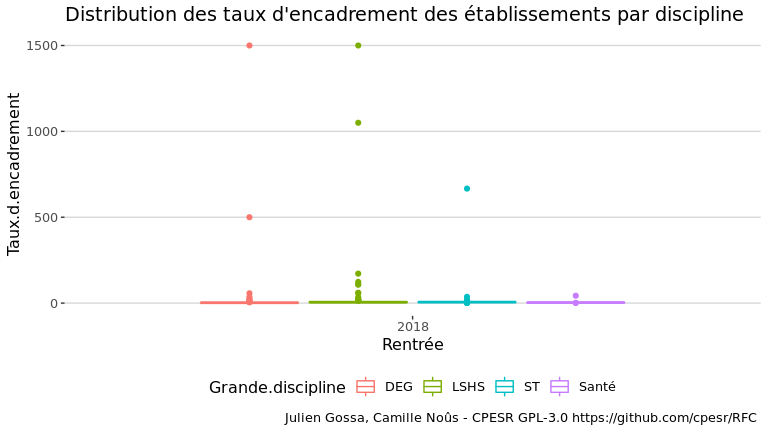 Distribution des taux d'encadrement des établissements par discipline
Taux.d.encadrement
1500
1000
500
0
2018
Rentrée
Grande.discipline DEG LSHS ST Santé
Julien Gossa, Camille Noûs - CPESR GPL-3.0 https://github.com/cpesr/RFC